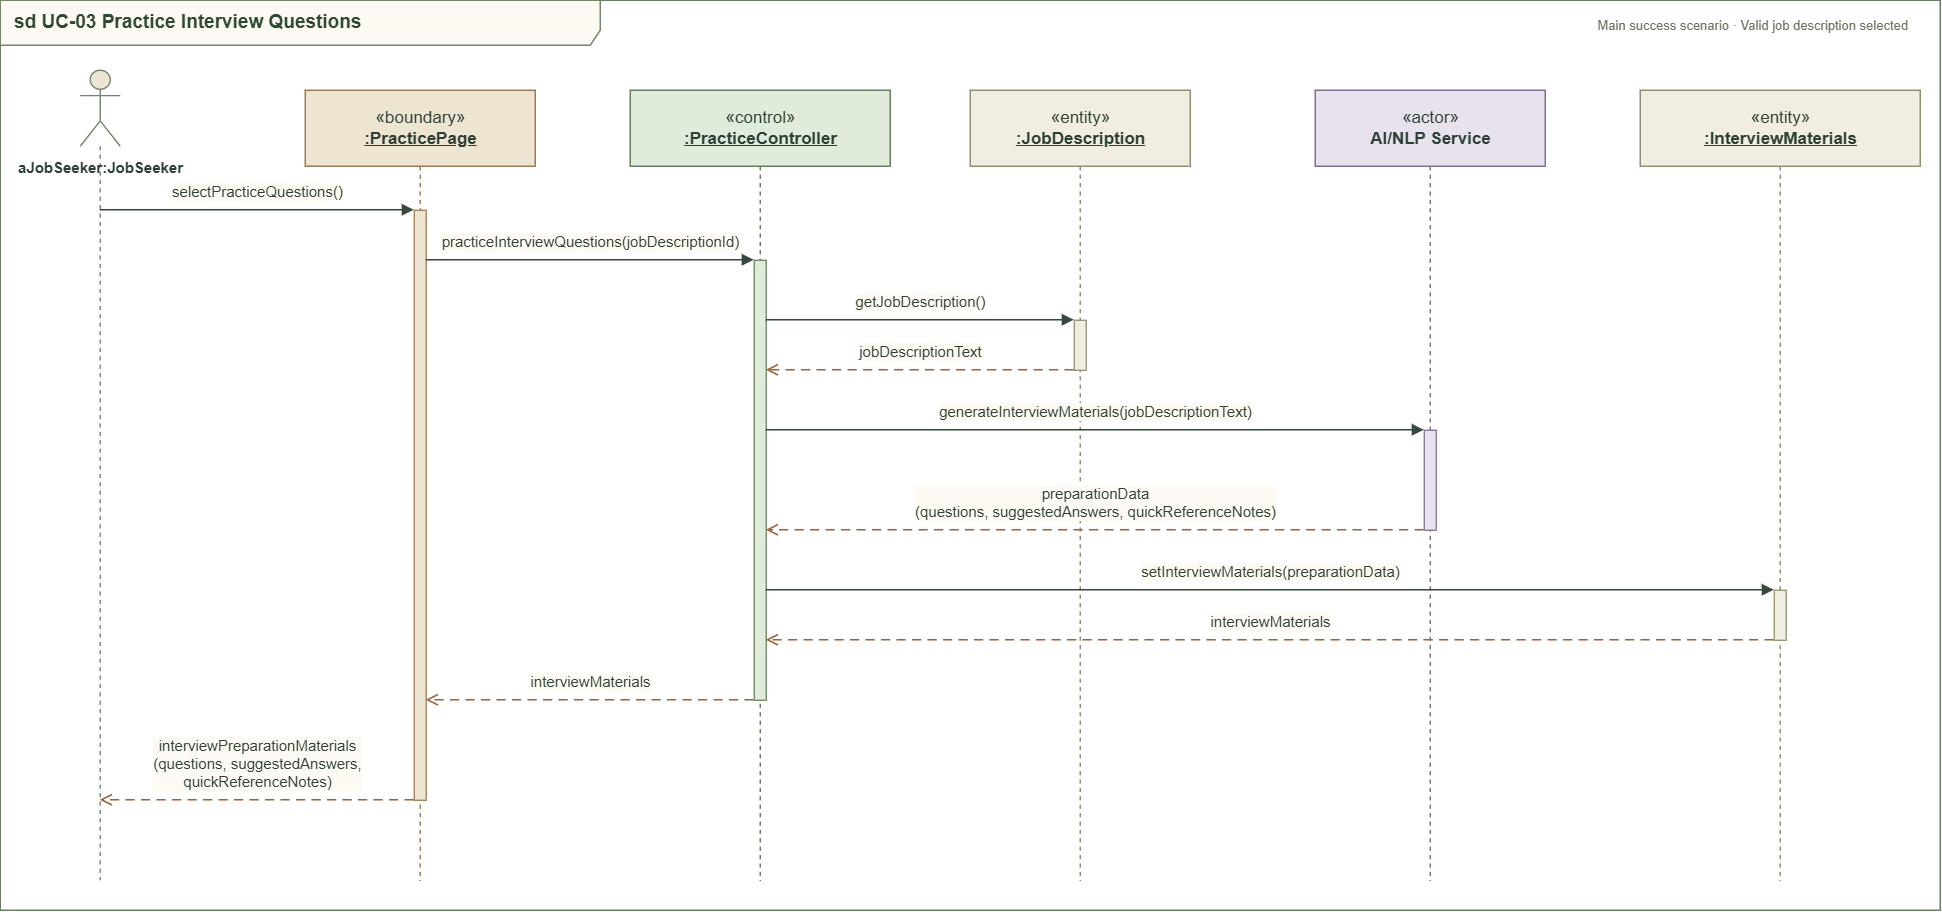 sd UC-03 Practice Interview Questions
Main success scenario · Valid job description selected
aJobSeeker:JobSeeker
«boundary»
:PracticePage
«control»
:PracticeController
«entity»
:JobDescription
«actor»
AI/NLP Service
«entity»
:InterviewMaterials
selectPracticeQuestions()
practiceInterviewQuestions(jobDescriptionId)
getJobDescription()
jobDescriptionText
generateInterviewMaterials(jobDescriptionText)
preparationData
(questions, suggestedAnswers, quickReferenceNotes)
setInterviewMaterials(preparationData)
interviewMaterials
interviewMaterials
interviewPreparationMaterials
(questions, suggestedAnswers,
quickReferenceNotes)